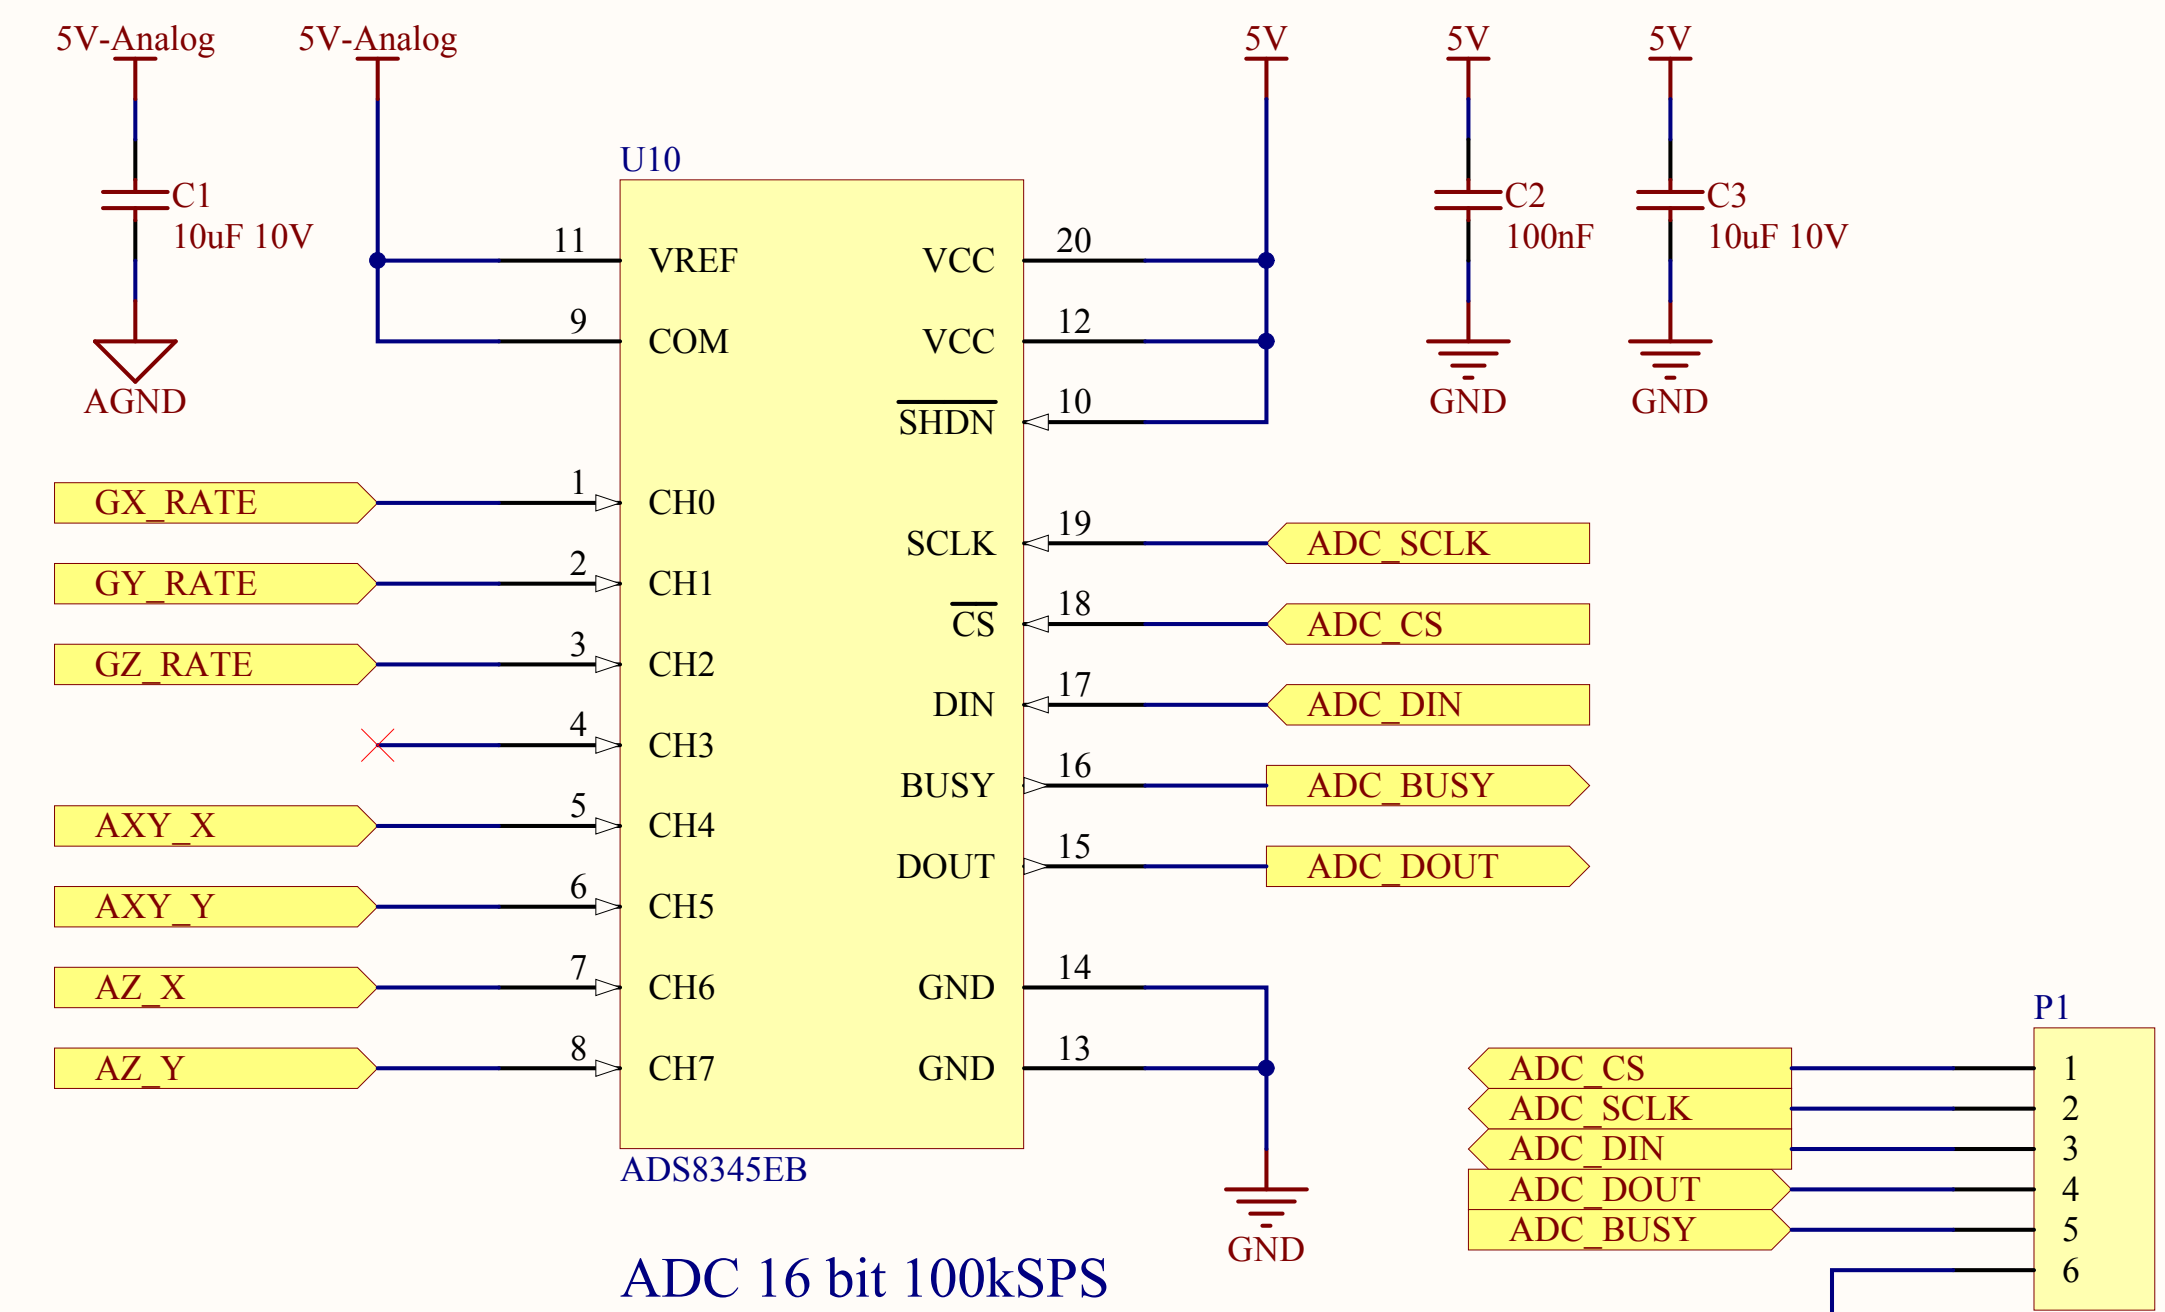 5V-Analog
5V-Analog
5V
5V
5V
C1
10uF 10V
AGND
C2
100nF
GND
C3
10uF 10V
GND
U10
11 VREF
9 COM
VCC 20
VCC 12
SHDN 10
GX_RATE 1 CH0
GY_RATE 2 CH1
GZ_RATE 3 CH2
4 CH3
AXY_X 5 CH4
AXY_Y 6 CH5
AZ_X 7 CH6
AZ_Y 8 CH7
SCLK 19 ADC_SCLK
CS 18 ADC_CS
DIN 17 ADC_DIN
BUSY 16 ADC_BUSY
DOUT 15 ADC_DOUT
GND 14
GND 13
GND
ADS8345EB
ADC 16 bit 100kSPS
P1
ADC_CS 1
ADC_SCLK 2
ADC_DIN 3
ADC_DOUT 4
ADC_BUSY 5
6